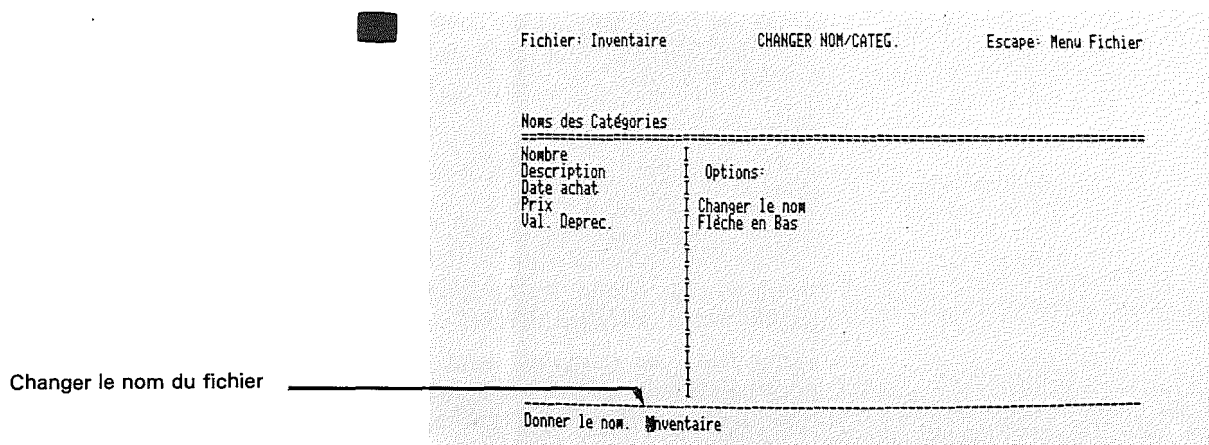 Fichier: Inventaire CHANGER NOM/CATEG. Escape: Menu Fichier
Noms des Catégories
Nombre
Description Options:
Date achat
Prix Changer le nom
Val. Deprec. Flèche en Bas
Changer le nom du fichier
Donner le nom. Inventaire